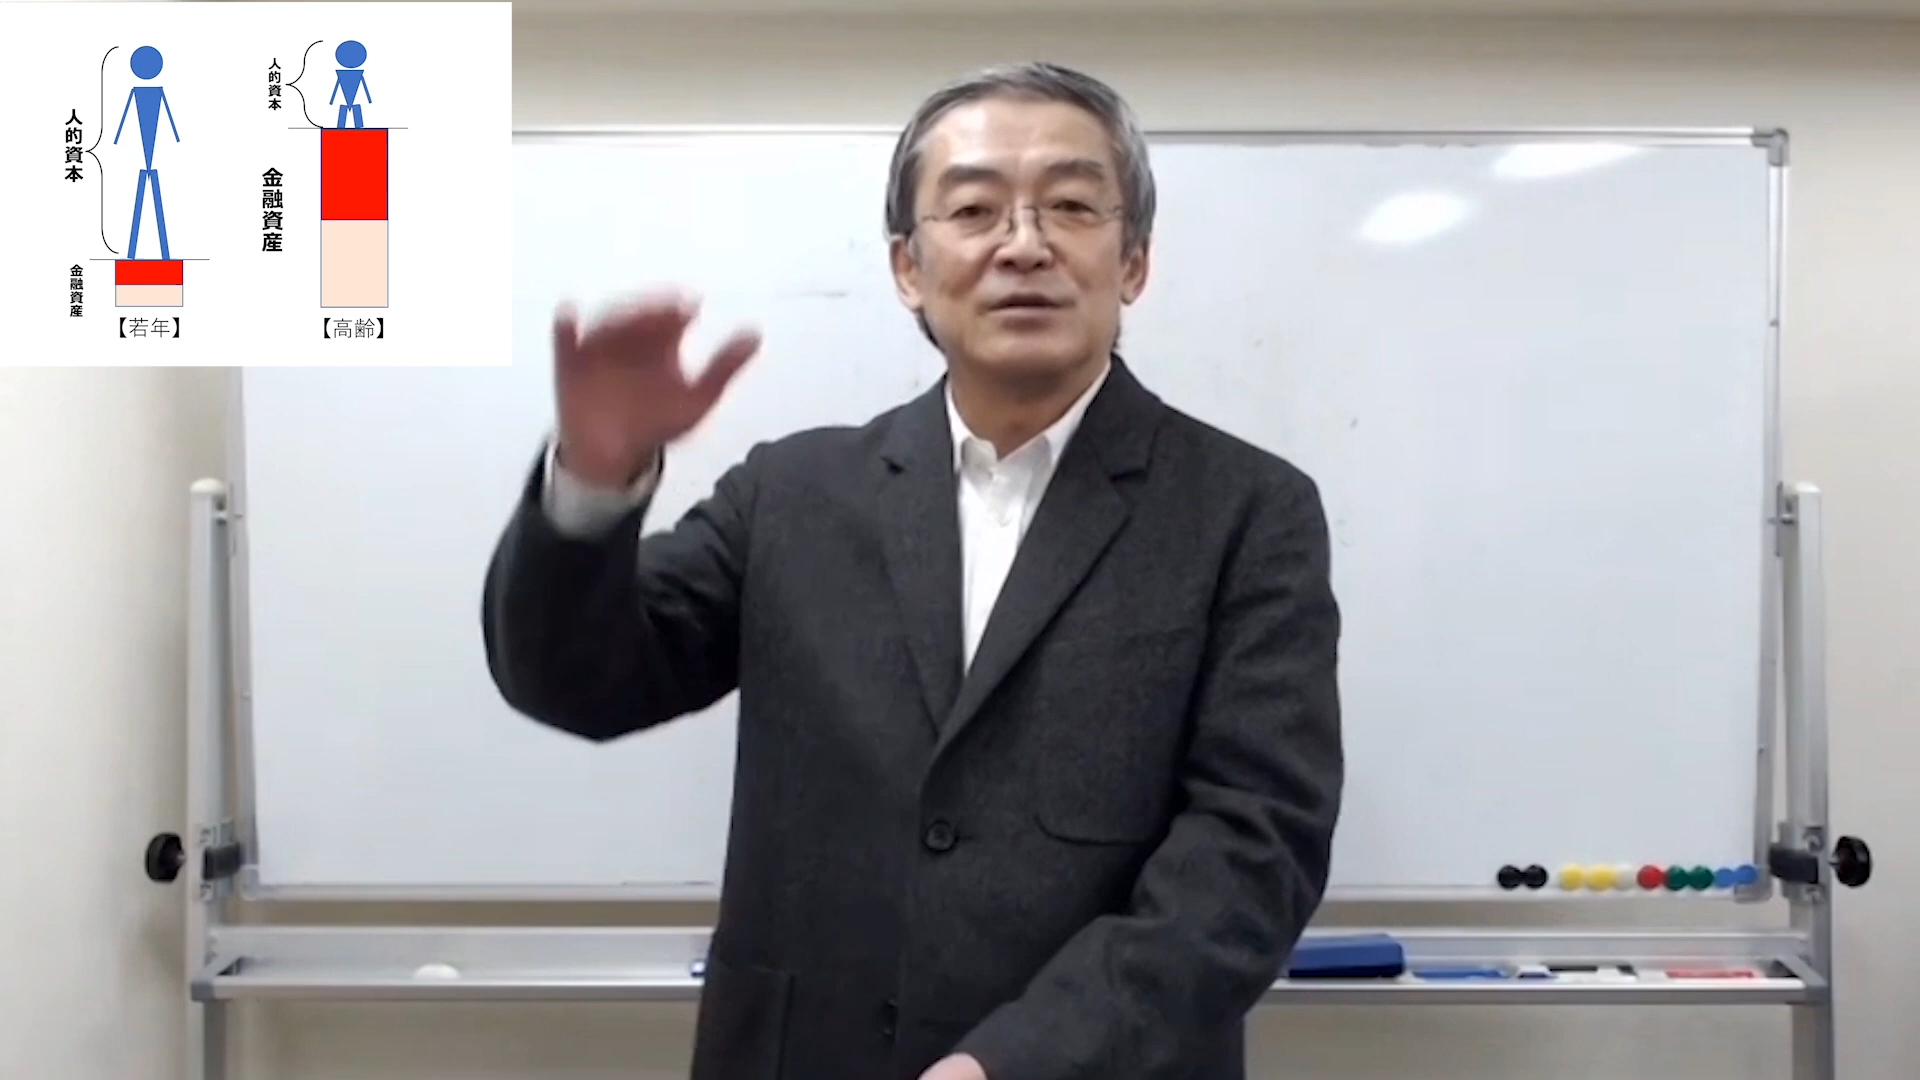 人的資本
金融資産
【若年】
人的資本
金融資産
【高齢】